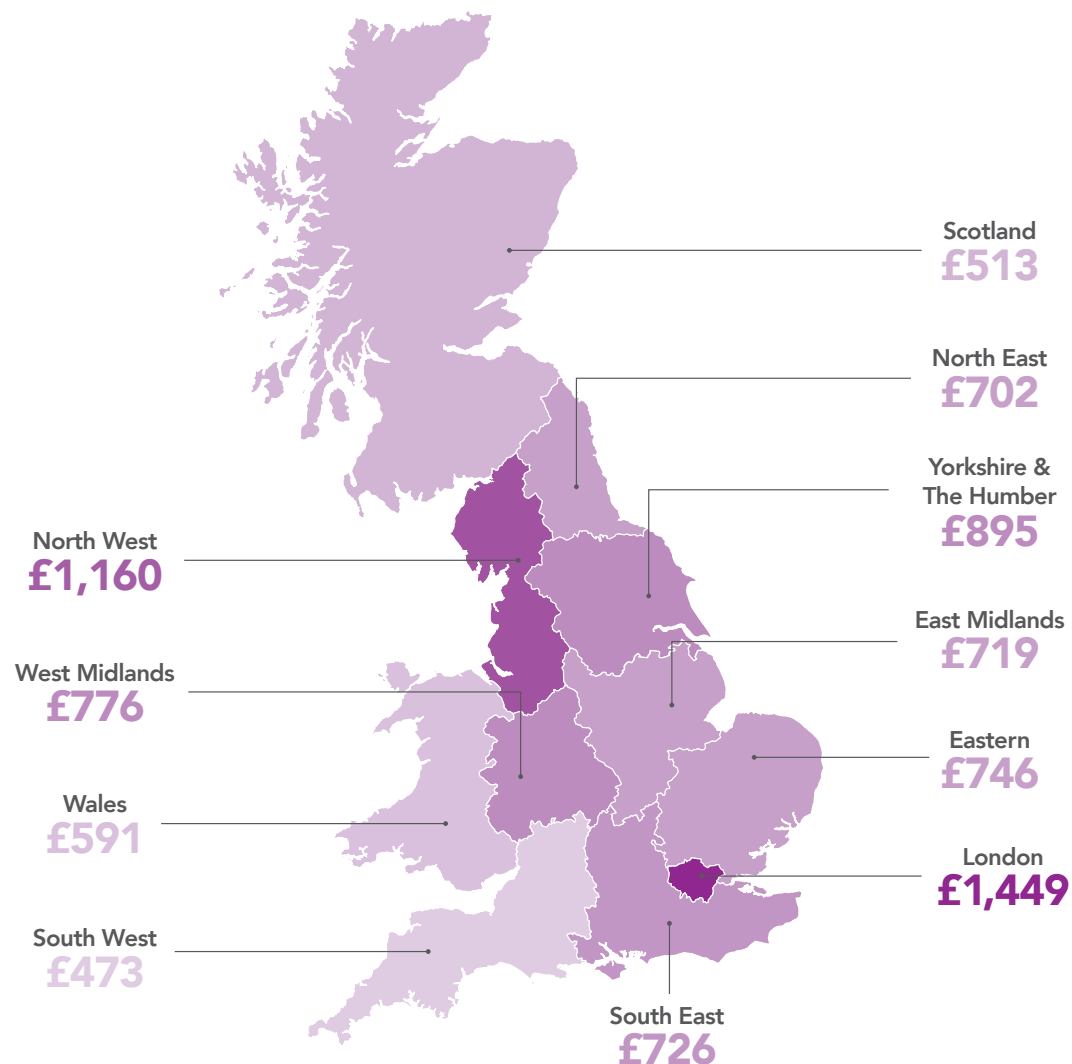 Scotland
£513
North East
£702
Yorkshire &
The Humber
£895
North West
£1,160
East Midlands
£719
West Midlands
£776
Eastern
£746
Wales
£591
London
£1,449
South West
£473
South East
£726